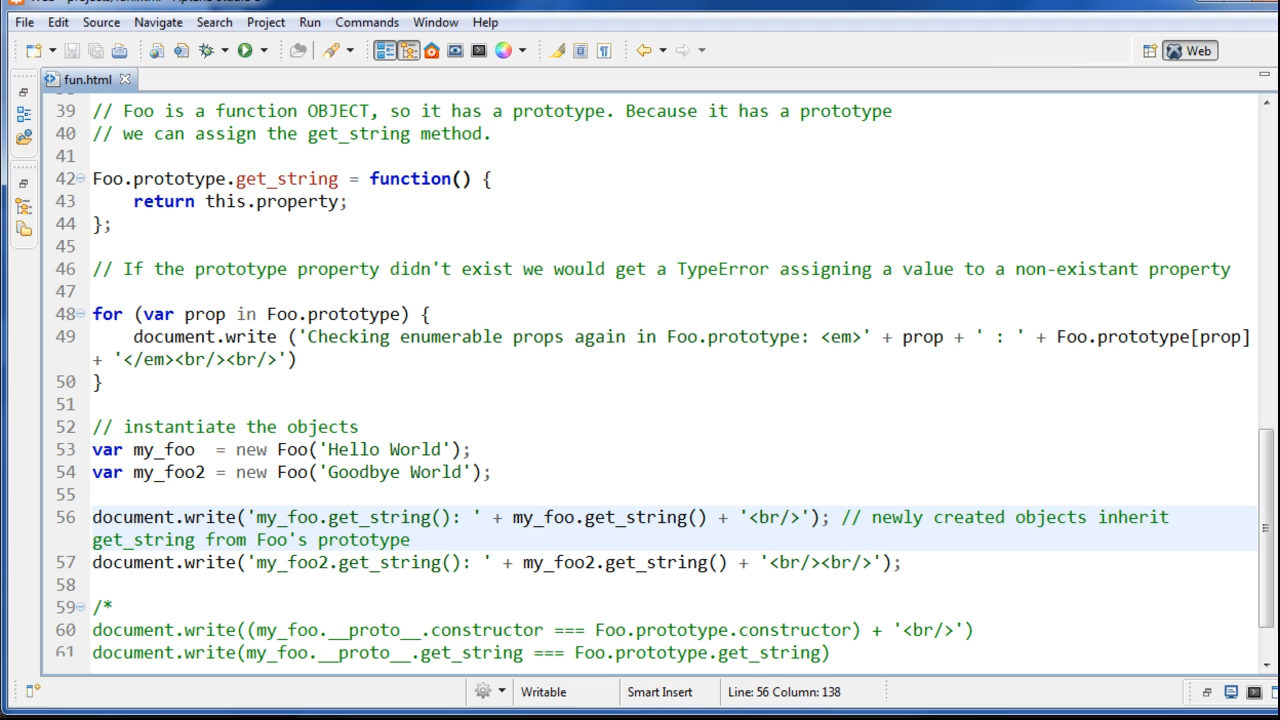 File Edit Source Navigate Search Project Run Commands Window Help
Web
fun.html
39 // Foo is a function OBJECT, so it has a prototype. Because it has a prototype
40 // we can assign the get_string method.
41
42 Foo.prototype.get_string = function() {
43 return this.property;
44 };
45
46 // If the prototype property didn't exist we would get a TypeError assigning a value to a non-existant property
47
48 for (var prop in Foo.prototype) {
49 document.write ('Checking enumerable props again in Foo.prototype: <em>' + prop + ' : ' + Foo.prototype[prop]
+ '</em><br/><br/>')
50 }
51
52 // instantiate the objects
53 var my_foo  = new Foo('Hello World');
54 var my_foo2 = new Foo('Goodbye World');
55
56 document.write('my_foo.get_string(): ' + my_foo.get_string() + '<br/>'); // newly created objects inherit
get_string from Foo's prototype
57 document.write('my_foo2.get_string(): ' + my_foo2.get_string() + '<br/><br/>');
58
59 /*
60 document.write((my_foo.__proto__.constructor === Foo.prototype.constructor) + '<br/>')
61 document.write(my_foo.__proto__.get_string === Foo.prototype.get_string)
Writable Smart Insert Line: 56 Column: 138